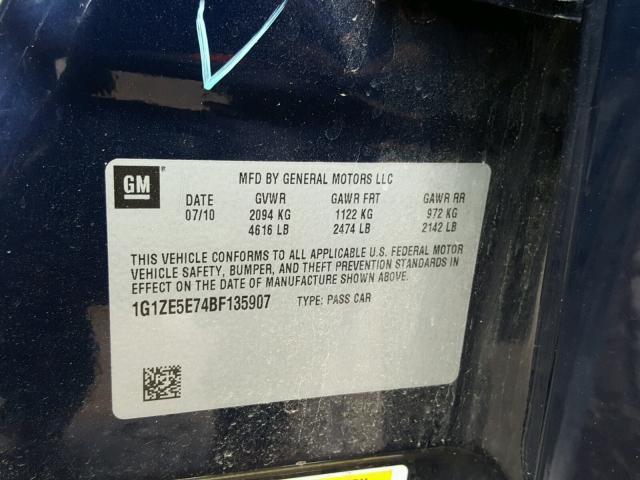 GM
MFD BY GENERAL MOTORS LLC
DATE GVWR GAWR FRT GAWR RR
07/10 2094 KG 1122 KG 972 KG
4616 LB 2474 LB 2142 LB
THIS VEHICLE CONFORMS TO ALL APPLICABLE U.S. FEDERAL MOTOR
VEHICLE SAFETY, BUMPER, AND THEFT PREVENTION STANDARDS IN
EFFECT ON THE DATE OF MANUFACTURE SHOWN ABOVE.
1G1ZE5E74BF135907 TYPE: PASS CAR